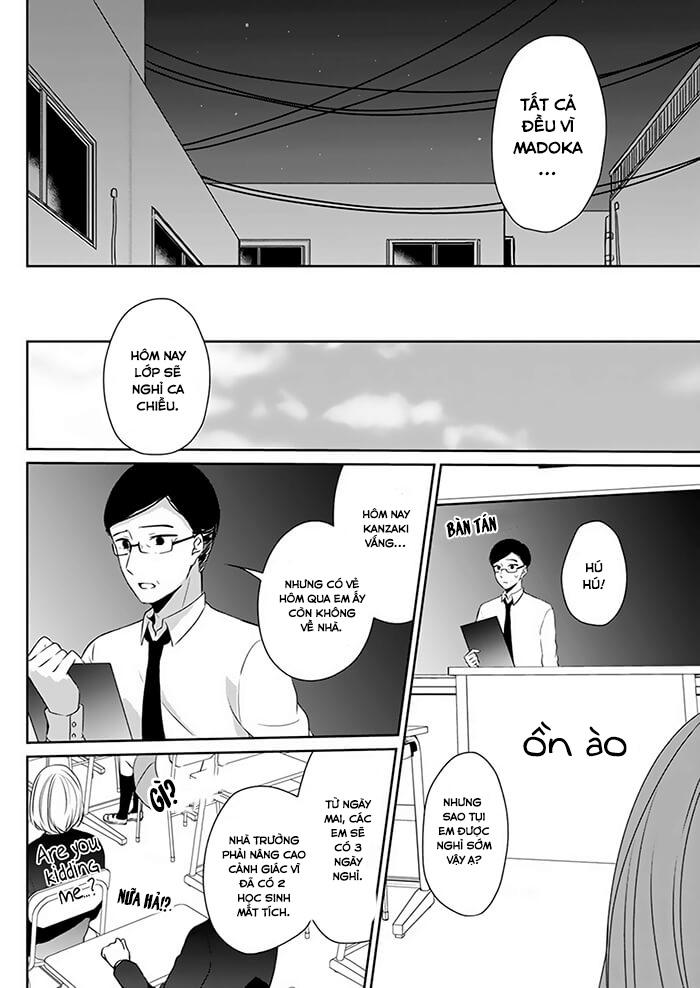 TẤT CẢ
ĐỀU VÌ
MADOKA
...
HÔM NAY
LỚP SẼ
NGHỈ CA
CHIỀU.
BÀN TÁN
HÚ
HÚ!
ồn ào
NHƯNG
SAO TỤI
EM ĐƯỢC
NGHỈ SỚM
VẬY Ạ?
HÔM NAY
KANZAKI
VẮNG...
NHƯNG CÓ VẺ
HÔM QUA EM ẤY
CÒN KHÔNG
VỀ NHÀ.
TỪ NGÀY
MAI, CÁC
EM SẼ
CÓ 3
NGÀY
NGHỈ.
NHÀ TRƯỜNG
PHẢI NÂNG CAO
CẢNH GIÁC VÌ
ĐÃ CÓ 2
HỌC SINH
MẤT TÍCH.
GÌ?
Are you
kidding
me...?
NỮA HẢ!?